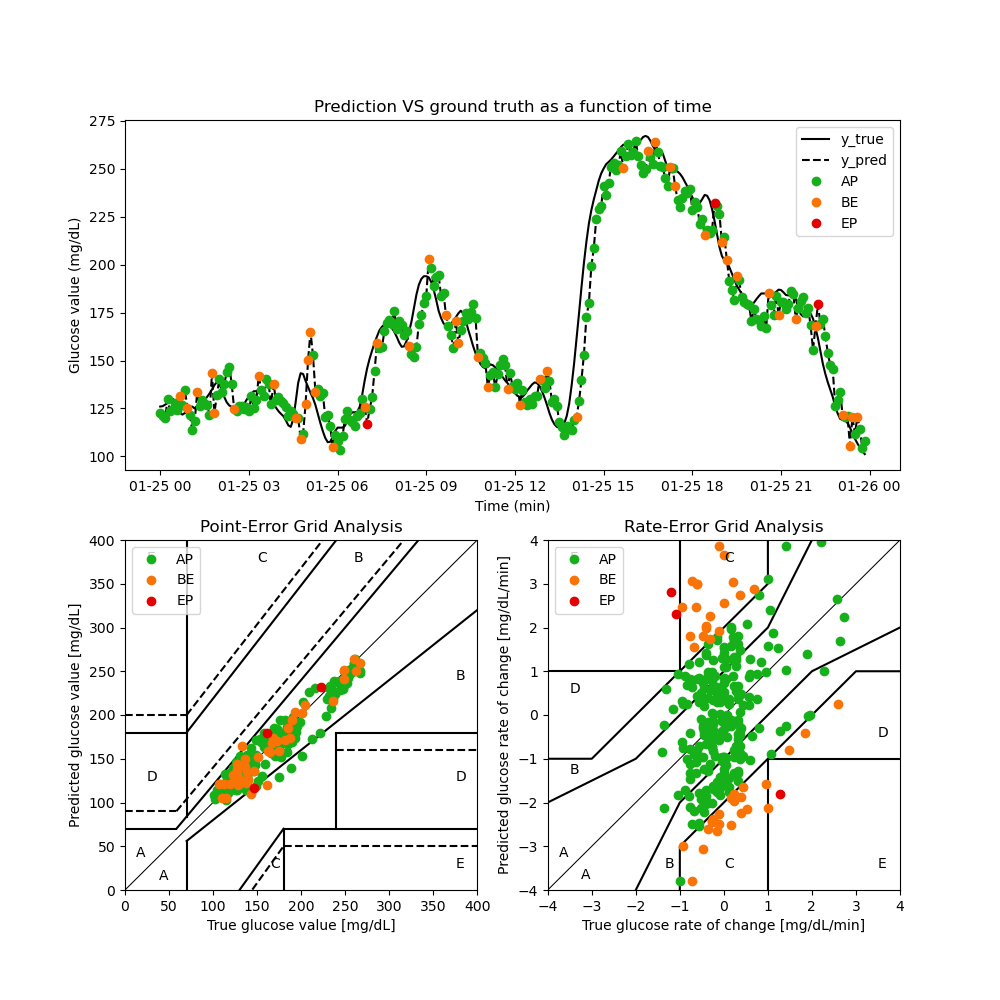 Prediction VS ground truth as a function of time
Glucose value (mg/dL)
275
250
225
200
175
150
125
100
y_true
y_pred
AP
BE
EP
01-25 00 01-25 03 01-25 06 01-25 09 01-25 12 01-25 15 01-25 18 01-25 21 01-26 00
Time (min)
Point-Error Grid Analysis
Predicted glucose value [mg/dL]
400
350
300
250
200
150
100
50
0
AP
BE
EP
C
B
B
D
D
A
A
C
E
0 50 100 150 200 250 300 350 400
True glucose value [mg/dL]
Rate-Error Grid Analysis
Predicted glucose rate of change [mg/dL/min]
4
3
2
1
0
−1
−2
−3
−4
AP
BE
EP
C
D
D
B
A
A
B
C
E
−4 −3 −2 −1 0 1 2 3 4
True glucose rate of change [mg/dL/min]